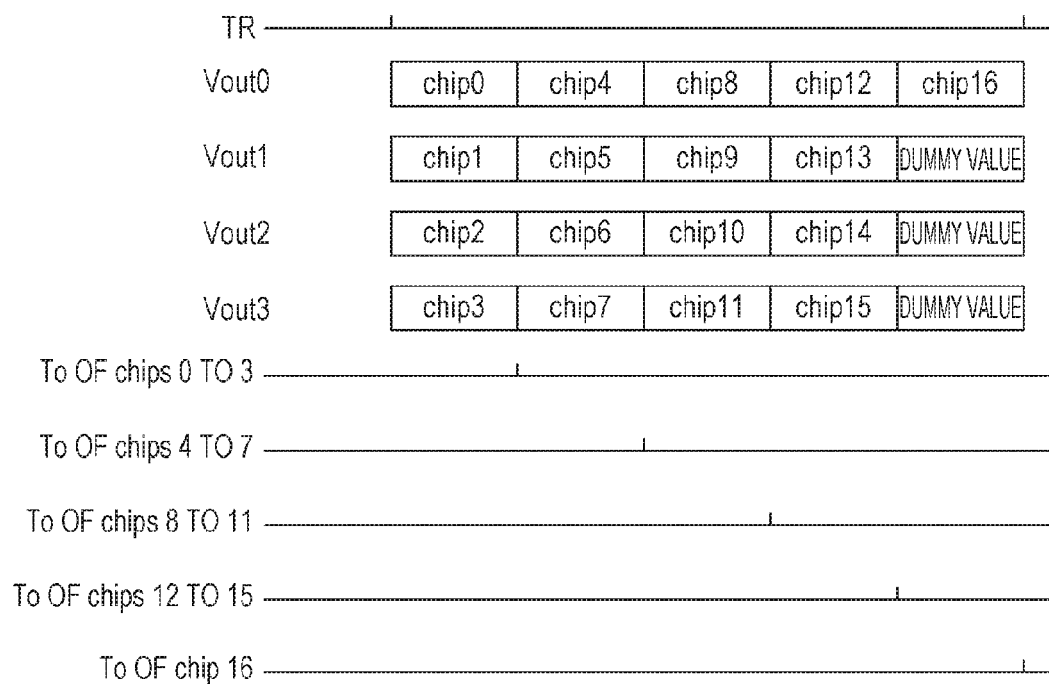 TR
Vout0 chip0 chip4 chip8 chip12 chip16
Vout1 chip1 chip5 chip9 chip13 DUMMY VALUE
Vout2 chip2 chip6 chip10 chip14 DUMMY VALUE
Vout3 chip3 chip7 chip11 chip15 DUMMY VALUE
To OF chips 0 TO 3
To OF chips 4 TO 7
To OF chips 8 TO 11
To OF chips 12 TO 15
To OF chip 16